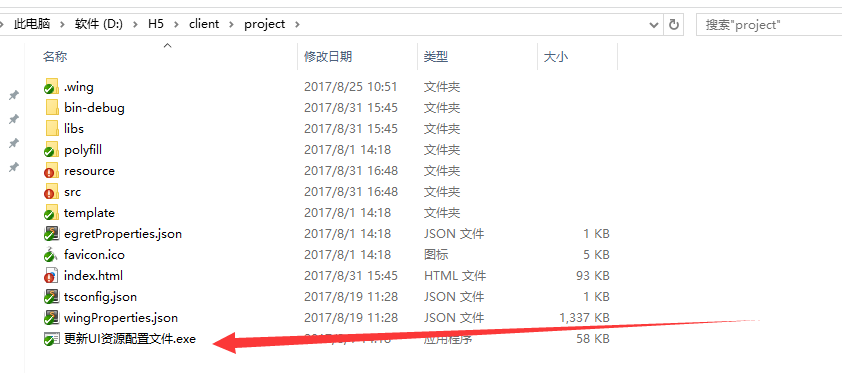 此电脑 › 软件 (D:) › H5 › client › project ›
搜索"project"
名称 修改日期 类型 大小
.wing 2017/8/25 10:51 文件夹
bin-debug 2017/8/31 15:45 文件夹
libs 2017/8/31 15:45 文件夹
polyfill 2017/8/1 14:18 文件夹
resource 2017/8/31 16:48 文件夹
src 2017/8/31 16:48 文件夹
template 2017/8/1 14:18 文件夹
egretProperties.json 2017/8/1 14:18 JSON 文件 1 KB
favicon.ico 2017/8/1 14:18 图标 5 KB
index.html 2017/8/31 15:45 HTML 文件 93 KB
tsconfig.json 2017/8/19 11:28 JSON 文件 1 KB
wingProperties.json 2017/8/19 11:28 JSON 文件 1,337 KB
更新UI资源配置文件.exe 应用程序 58 KB